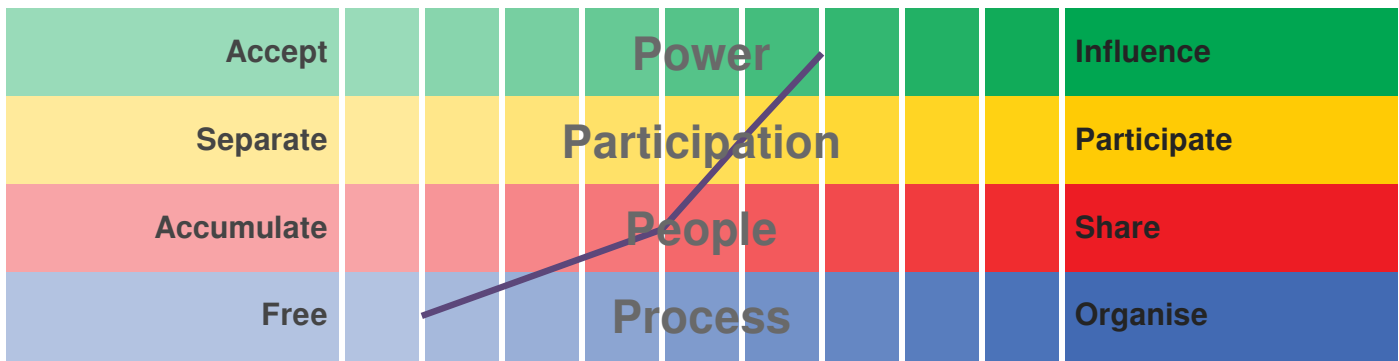 Accept Power Influence
Separate Participation Participate
Accumulate People Share
Free Process Organise